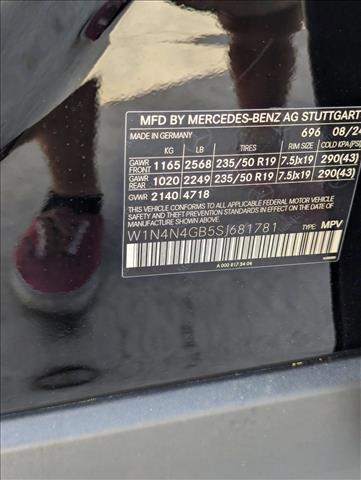 MFD BY MERCEDES-BENZ AG STUTTGART
MADE IN GERMANY 696 08/24
KG LB TIRES RIM SIZE COLD KPA(PSI)
GAWR FRONT 1165 2568 235/50 R19 7.5Jx19 290(43)
GAWR REAR 1020 2249 235/50 R19 7.5Jx19 290(43)
GVWR 2140 4718
THIS VEHICLE CONFORMS TO ALL APPLICABLE FEDERAL MOTOR VEHICLE
SAFETY, BUMPER, AND THEFT PREVENTION STANDARDS IN EFFECT ON THE DATE OF
MANUFACTURE SHOWN ABOVE.
W1N4N4GB5SJ681781 TYPE: MPV
A 000 817 34 04